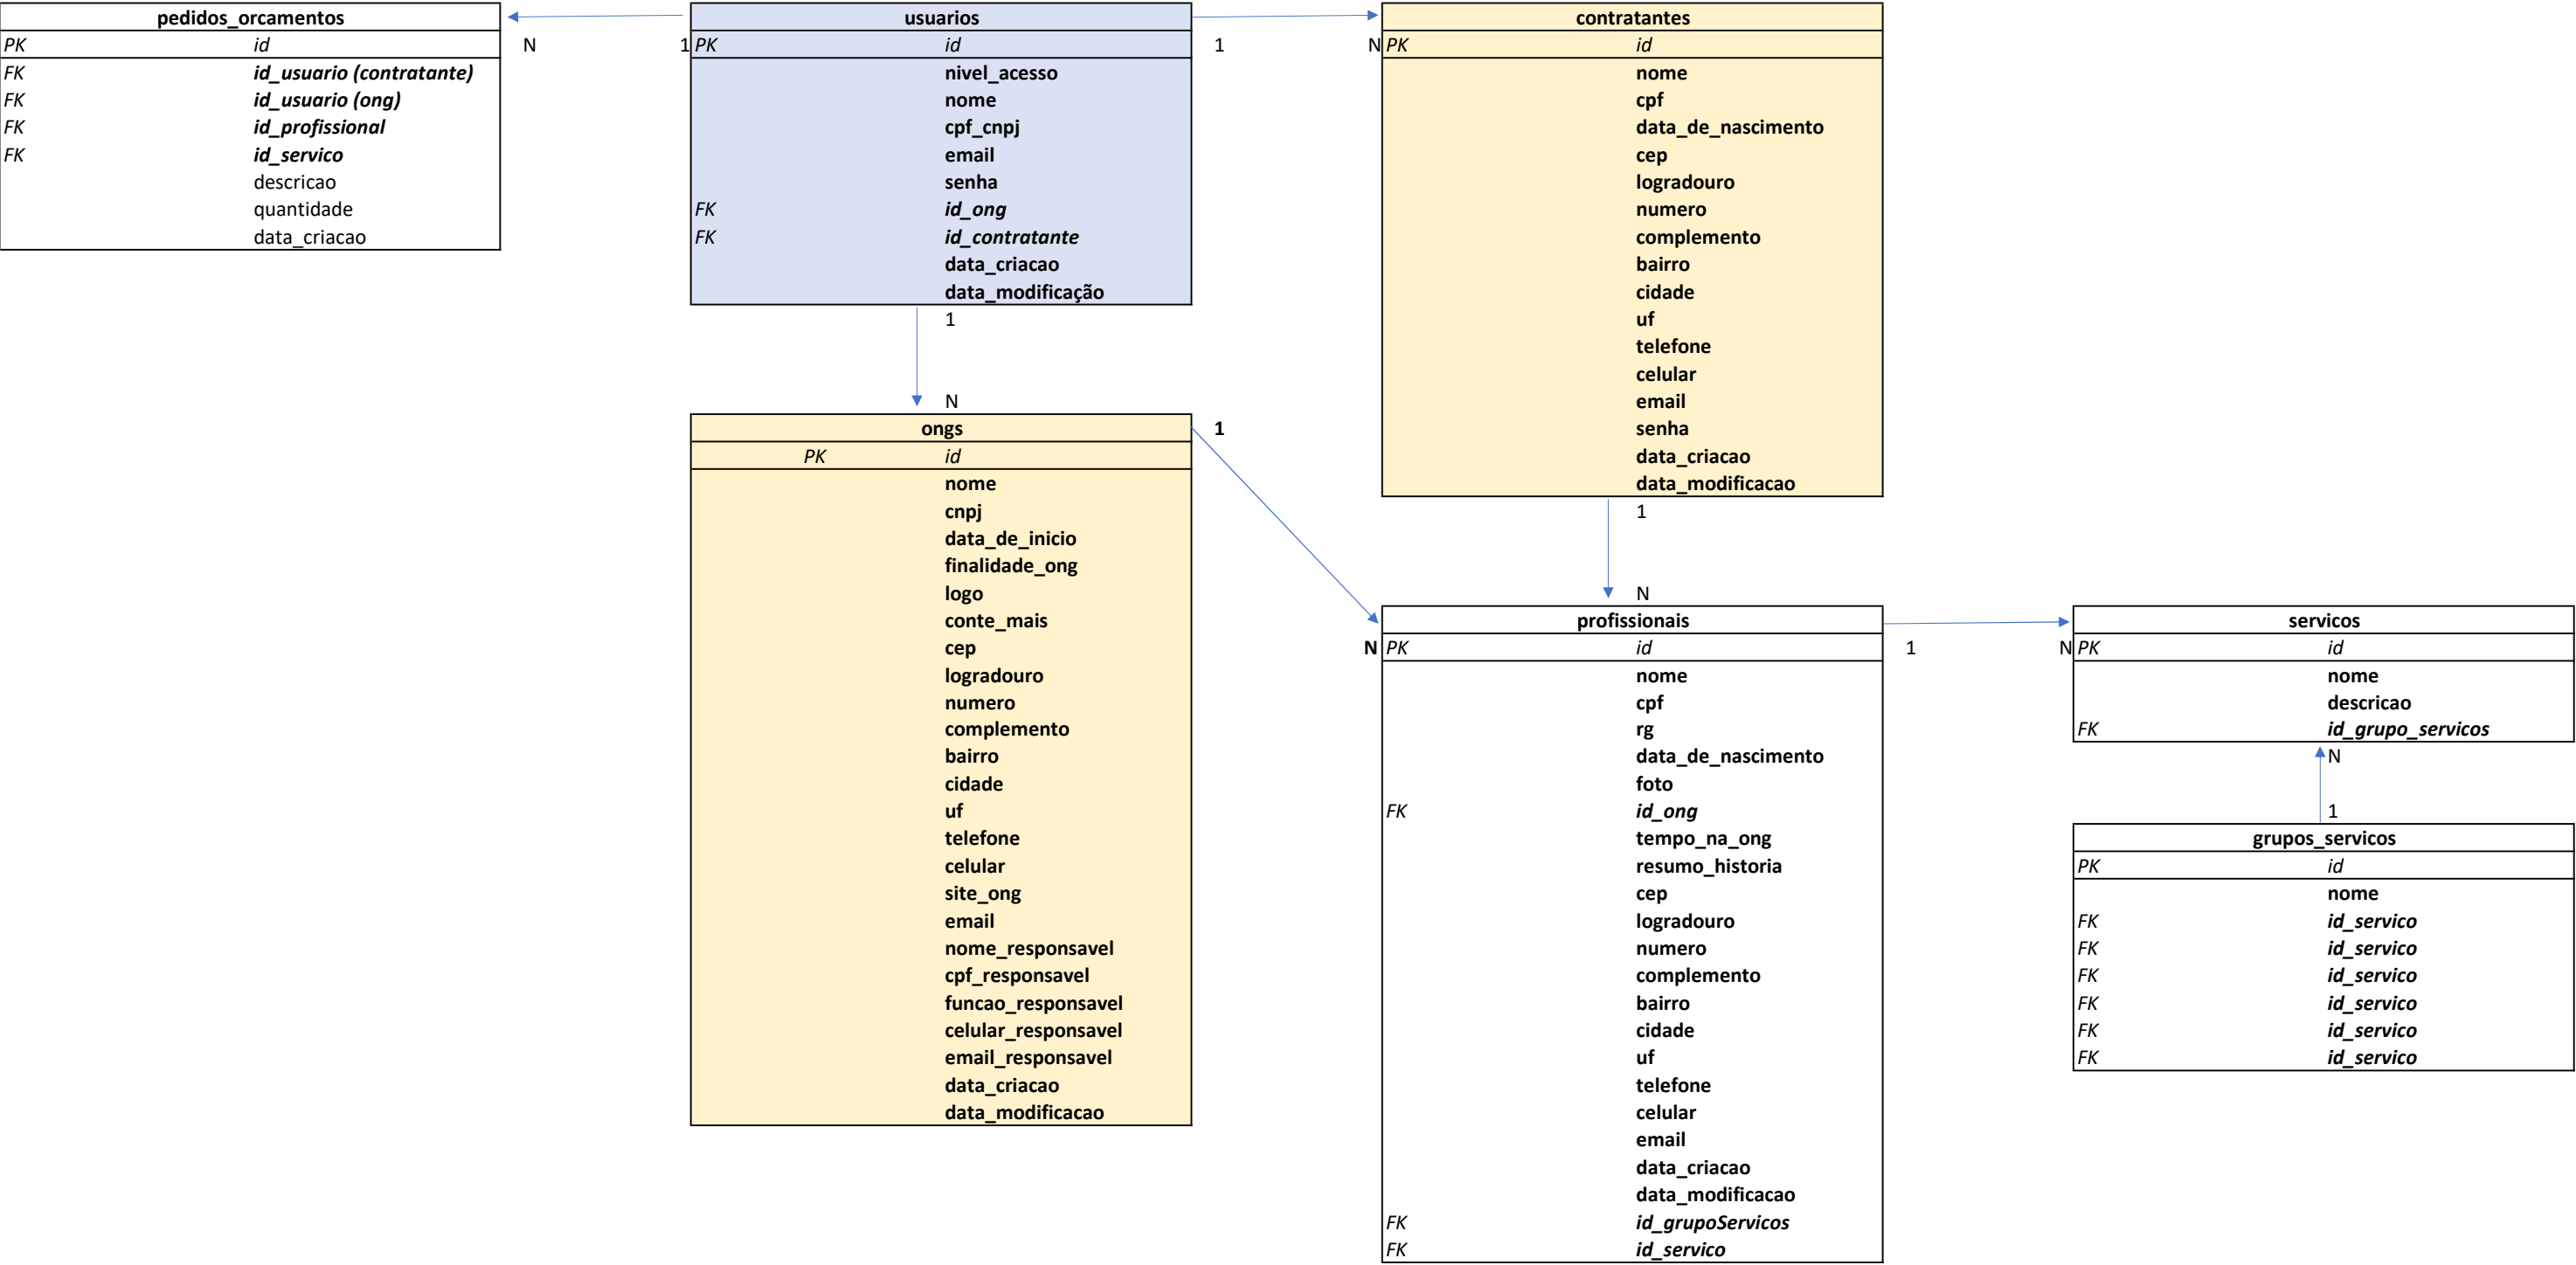 pedidos_orcamentos
PK id
FK id_usuario (contratante)
FK id_usuario (ong)
FK id_profissional
FK id_servico
descricao
quantidade
data_criacao
N
1
usuarios
PK id
nivel_acesso
nome
cpf_cnpj
email
senha
FK id_ong
FK id_contratante
data_criacao
data_modificação
1
N
1
N
contratantes
PK id
nome
cpf
data_de_nascimento
cep
logradouro
numero
complemento
bairro
cidade
uf
telefone
celular
email
senha
data_criacao
data_modificacao
1
N
ongs
PK id
nome
cnpj
data_de_inicio
finalidade_ong
logo
conte_mais
cep
logradouro
numero
complemento
bairro
cidade
uf
telefone
celular
site_ong
email
nome_responsavel
cpf_responsavel
funcao_responsavel
celular_responsavel
email_responsavel
data_criacao
data_modificacao
1
N
profissionais
PK id
nome
cpf
rg
data_de_nascimento
foto
FK id_ong
tempo_na_ong
resumo_historia
cep
logradouro
numero
complemento
bairro
cidade
uf
telefone
celular
email
data_criacao
data_modificacao
FK id_grupoServicos
FK id_servico
1
N
servicos
PK id
nome
descricao
FK id_grupo_servicos
N
1
grupos_servicos
PK id
nome
FK id_servico
FK id_servico
FK id_servico
FK id_servico
FK id_servico
FK id_servico